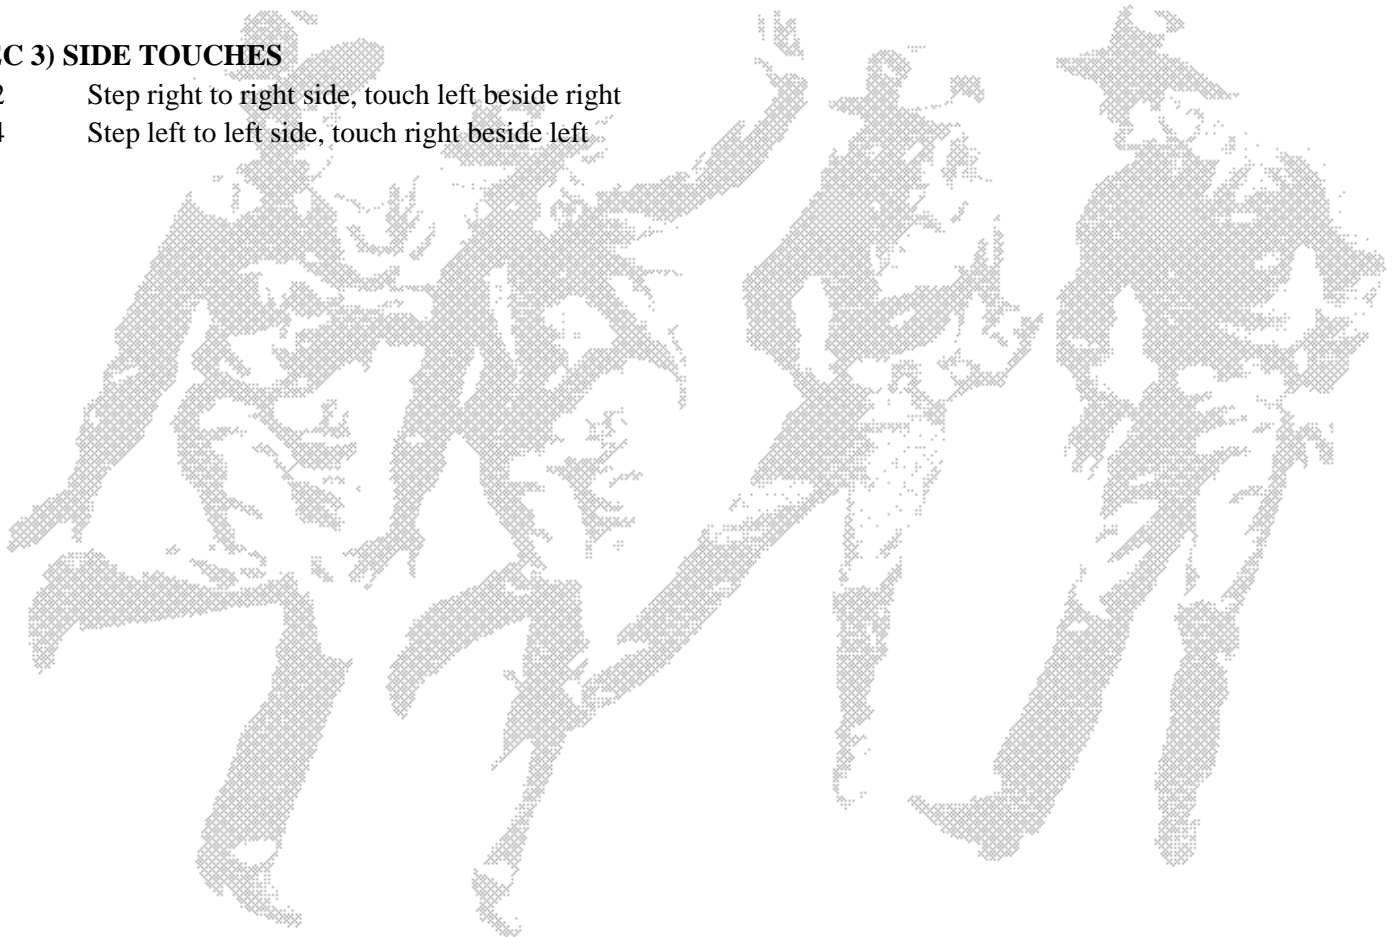 C 3) SIDE TOUCHES
2 Step right to right side, touch left beside right
4 Step left to left side, touch right beside left